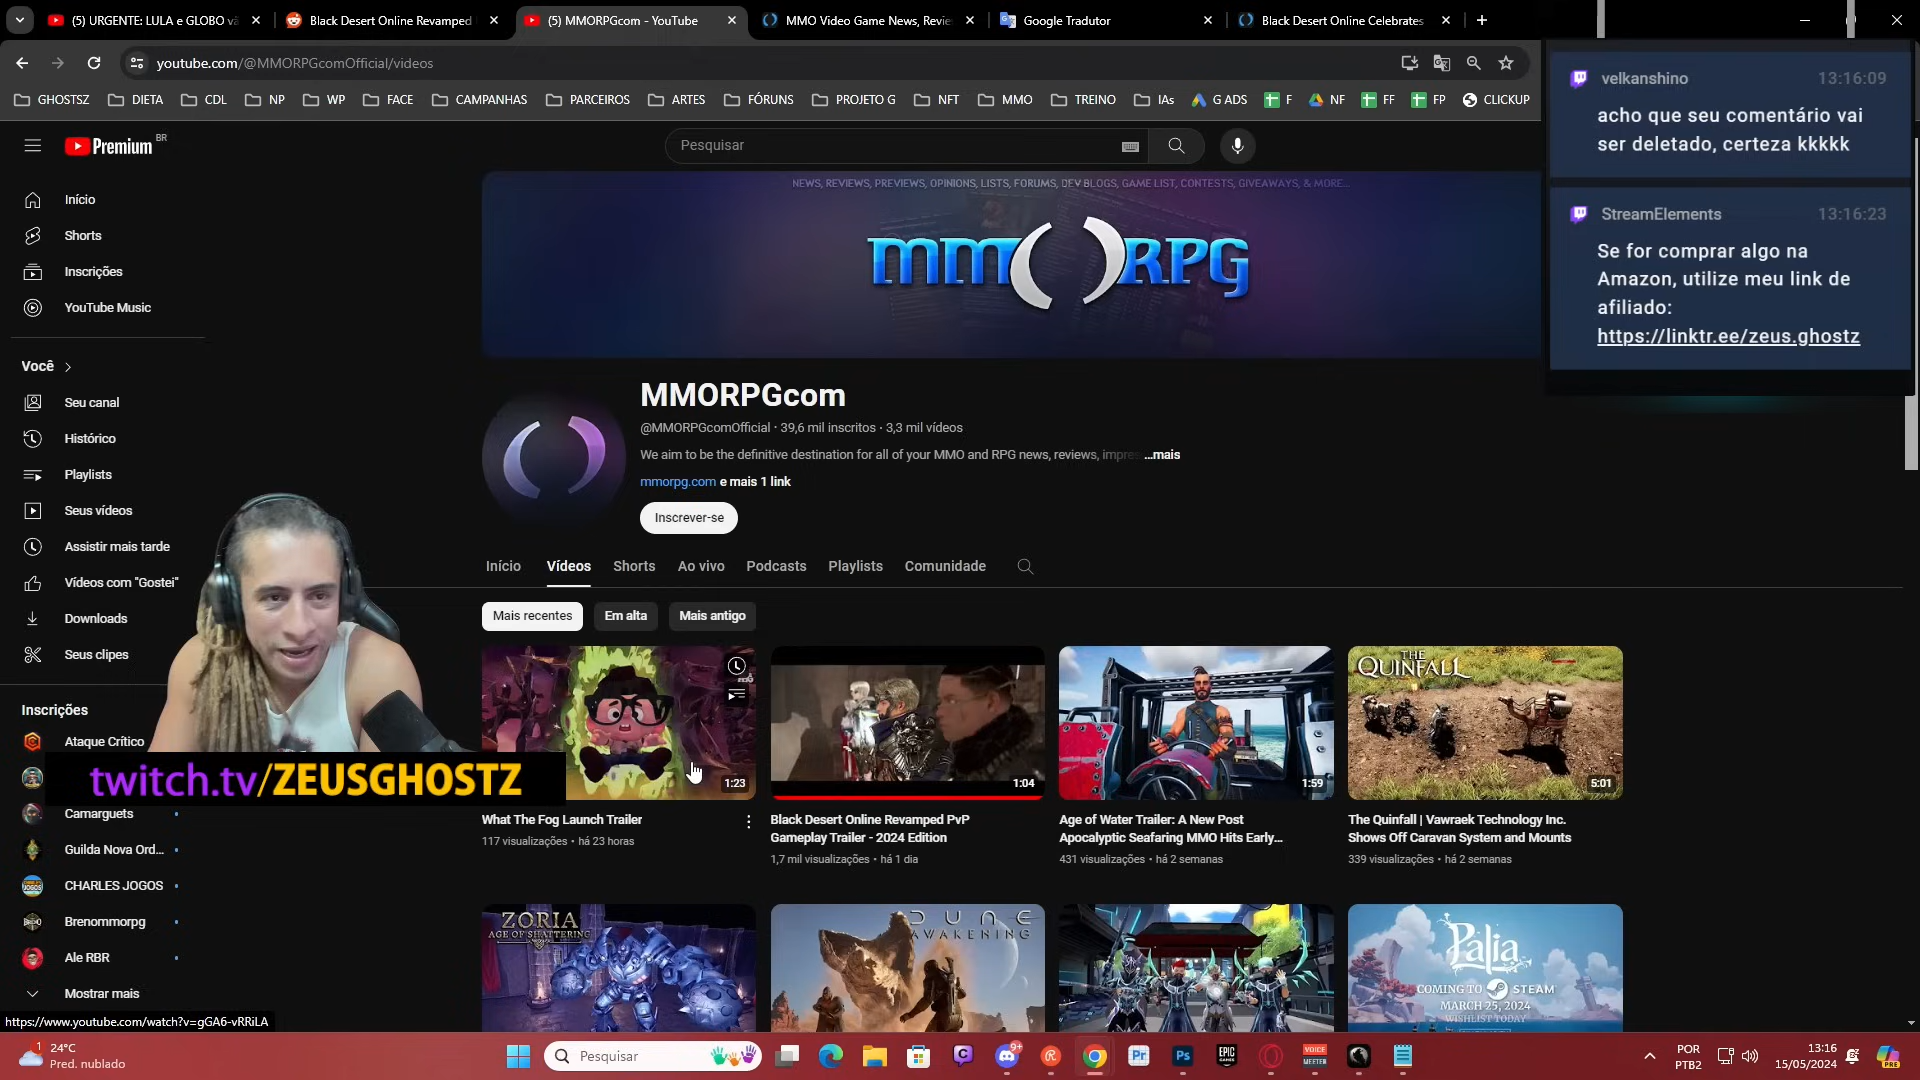 (5) URGENTE: LULA e GLOBO vã
Black Desert Online Revamped
(5) MMORPGcom - YouTube
MMO Video Game News, Revie
Google Tradutor
Black Desert Online Celebrates
youtube.com/@MMORPGcomOfficial/videos
GHOSTSZ
DIETA
CDL
NP
WP
FACE
CAMPANHAS
PARCEIROS
ARTES
FÓRUNS
PROJETO G
NFT
MMO
TREINO
IAs
G ADS
F
NF
FF
FP
CLICKUP
velkanshino 13:16:09
acho que seu comentário vai
ser deletado, certeza kkkkk
StreamElements 13:16:23
Se for comprar algo na
Amazon, utilize meu link de
afiliado:
https://linktr.ee/zeus.ghostz
Premium BR
Pesquisar
Início
Shorts
Inscrições
YouTube Music
Você
Seu canal
Histórico
Playlists
Seus vídeos
Assistir mais tarde
Vídeos com "Gostei"
Downloads
Seus clipes
Inscrições
Ataque Crítico
Camarguets
Guilda Nova Ord...
CHARLES JOGOS
Brenommorpg
Ale RBR
Mostrar mais
twitch.tv/ZEUSGHOSTZ
NEWS, REVIEWS, PREVIEWS, OPINIONS, LISTS, FORUMS, DEV BLOGS, GAME LIST, CONTESTS, GIVEAWAYS, & MORE...
MMORPG
MMORPGcom
@MMORPGcomOfficial · 39,6 mil inscritos · 3,3 mil vídeos
We aim to be the definitive destination for all of your MMO and RPG news, reviews, impre ...mais
mmorpg.com e mais 1 link
Inscrever-se
Início
Vídeos
Shorts
Ao vivo
Podcasts
Playlists
Comunidade
Mais recentes
Em alta
Mais antigo
1:23
What The Fog Launch Trailer
117 visualizações · há 23 horas
1:04
Black Desert Online Revamped PvP
Gameplay Trailer - 2024 Edition
1,7 mil visualizações · há 1 dia
1:59
Age of Water Trailer: A New Post
Apocalyptic Seafaring MMO Hits Early...
431 visualizações · há 2 semanas
THE
QUINFALL
5:01
The Quinfall | Vawraek Technology Inc.
Shows Off Caravan System and Mounts
339 visualizações · há 2 semanas
ZORIA
AGE OF SHATTERING
DUNE
AWAKENING
Palia
COMING TO STEAM
MARCH 25, 2024
WISHLIST TODAY
https://www.youtube.com/watch?v=gGA6-vRRiLA
1
24°C
Pred. nublado
Pesquisar
9+
Pr
Ps
EPIC
GAMES
VOICE
MEETER
POR
PTB2
13:16
15/05/2024
PRE